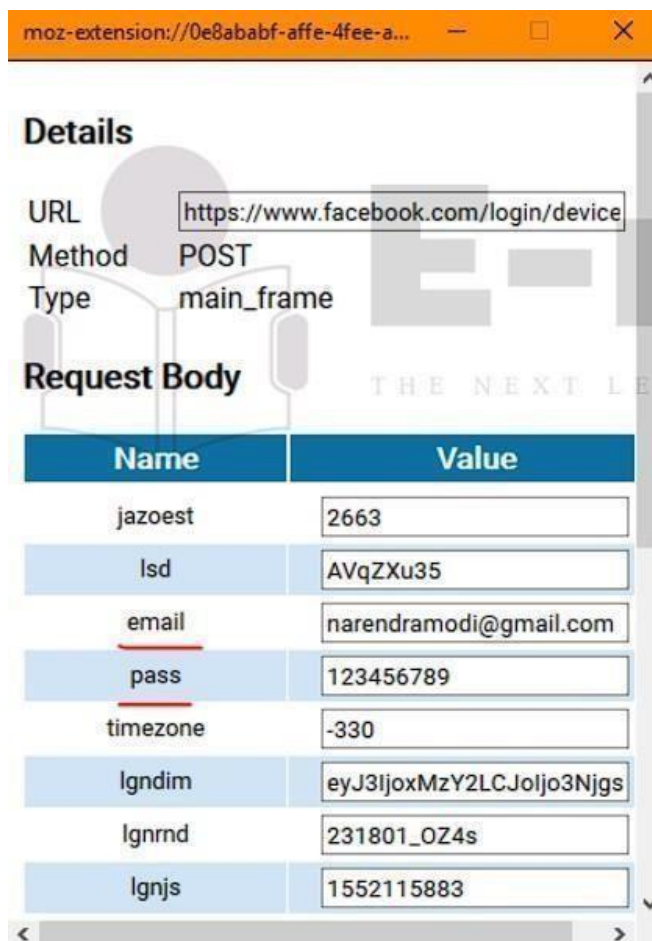 moz-extension://0e8ababf-affe-4fee-a...
Details
URL https://www.facebook.com/login/device
Method POST
Type main_frame
Request Body
THE NEXT LE
Name Value
jazoest 2663
lsd AVqZXu35
email narendramodi@gmail.com
pass 123456789
timezone -330
lgndim eyJ3IjoxMzY2LCJoIjo3Njgs
lgnrnd 231801_OZ4s
lgnjs 1552115883